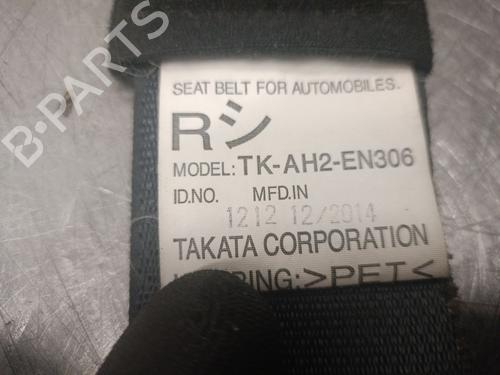 B-PARTS
SEAT BELT FOR AUTOMOBILES.
Rシ
MODEL: TK-AH2-EN306
ID.NO. MFD.IN
1212 12/2014
TAKATA CORPORATION
>PET<